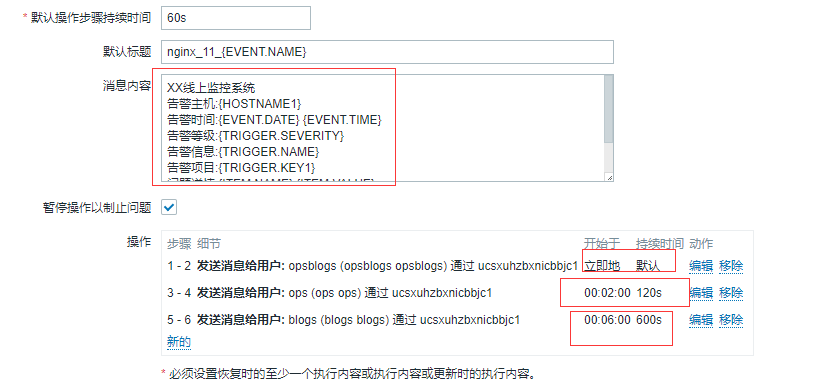 * 默认操作步骤持续时间 60s
默认标题 nginx_11_{EVENT.NAME}
消息内容 XX线上监控系统
告警主机:{HOSTNAME1}
告警时间:{EVENT.DATE} {EVENT.TIME}
告警等级:{TRIGGER.SEVERITY}
告警信息:{TRIGGER.NAME}
告警项目:{TRIGGER.KEY1}
问题详情:{ITEM.NAME}:{ITEM.VALUE}
暂停操作以制止问题
操作 步骤 细节 开始于 持续时间 动作
1 - 2 发送消息给用户: opsblogs (opsblogs opsblogs) 通过 ucsxuhzbxnicbbjc1 立即地 默认 编辑 移除
3 - 4 发送消息给用户: ops (ops ops) 通过 ucsxuhzbxnicbbjc1 00:02:00 120s 编辑 移除
5 - 6 发送消息给用户: blogs (blogs blogs) 通过 ucsxuhzbxnicbbjc1 00:06:00 600s 编辑 移除
新的
* 必须设置恢复时的至少一个执行内容或执行内容或更新时的执行内容。